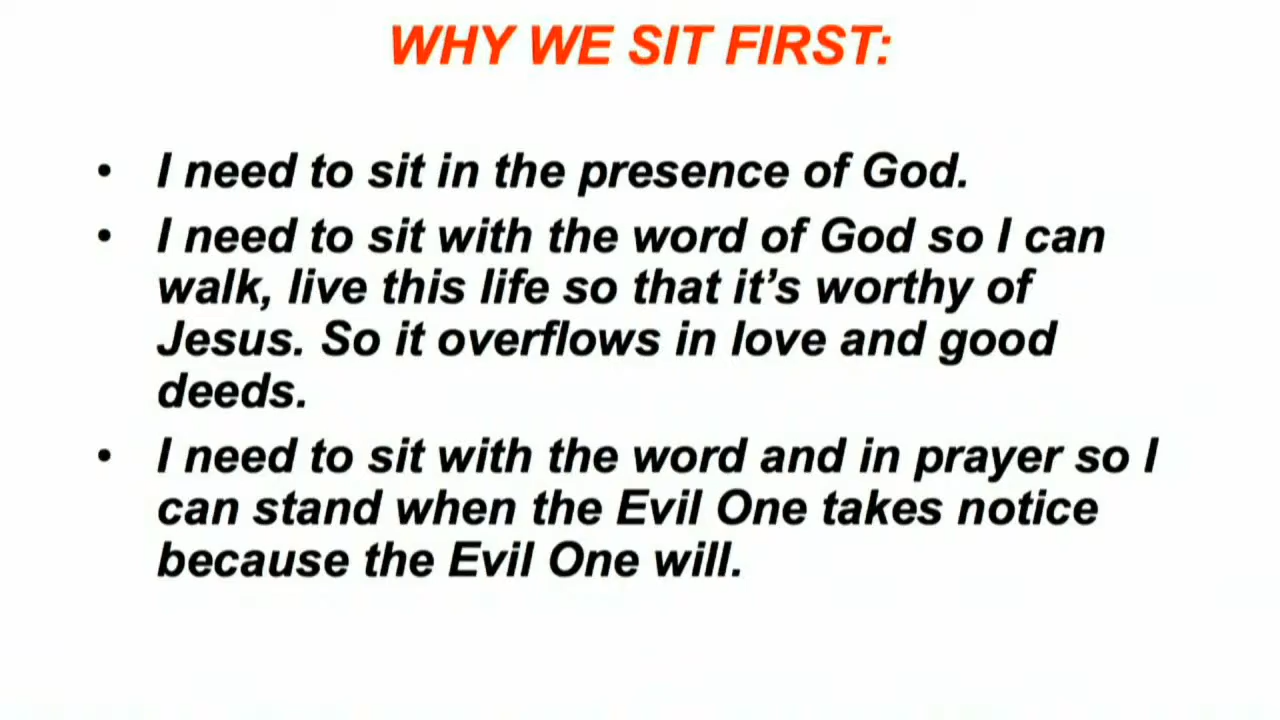 WHY WE SIT FIRST:
• I need to sit in the presence of God.
• I need to sit with the word of God so I can
walk, live this life so that it’s worthy of
Jesus. So it overflows in love and good
deeds.
• I need to sit with the word and in prayer so I
can stand when the Evil One takes notice
because the Evil One will.